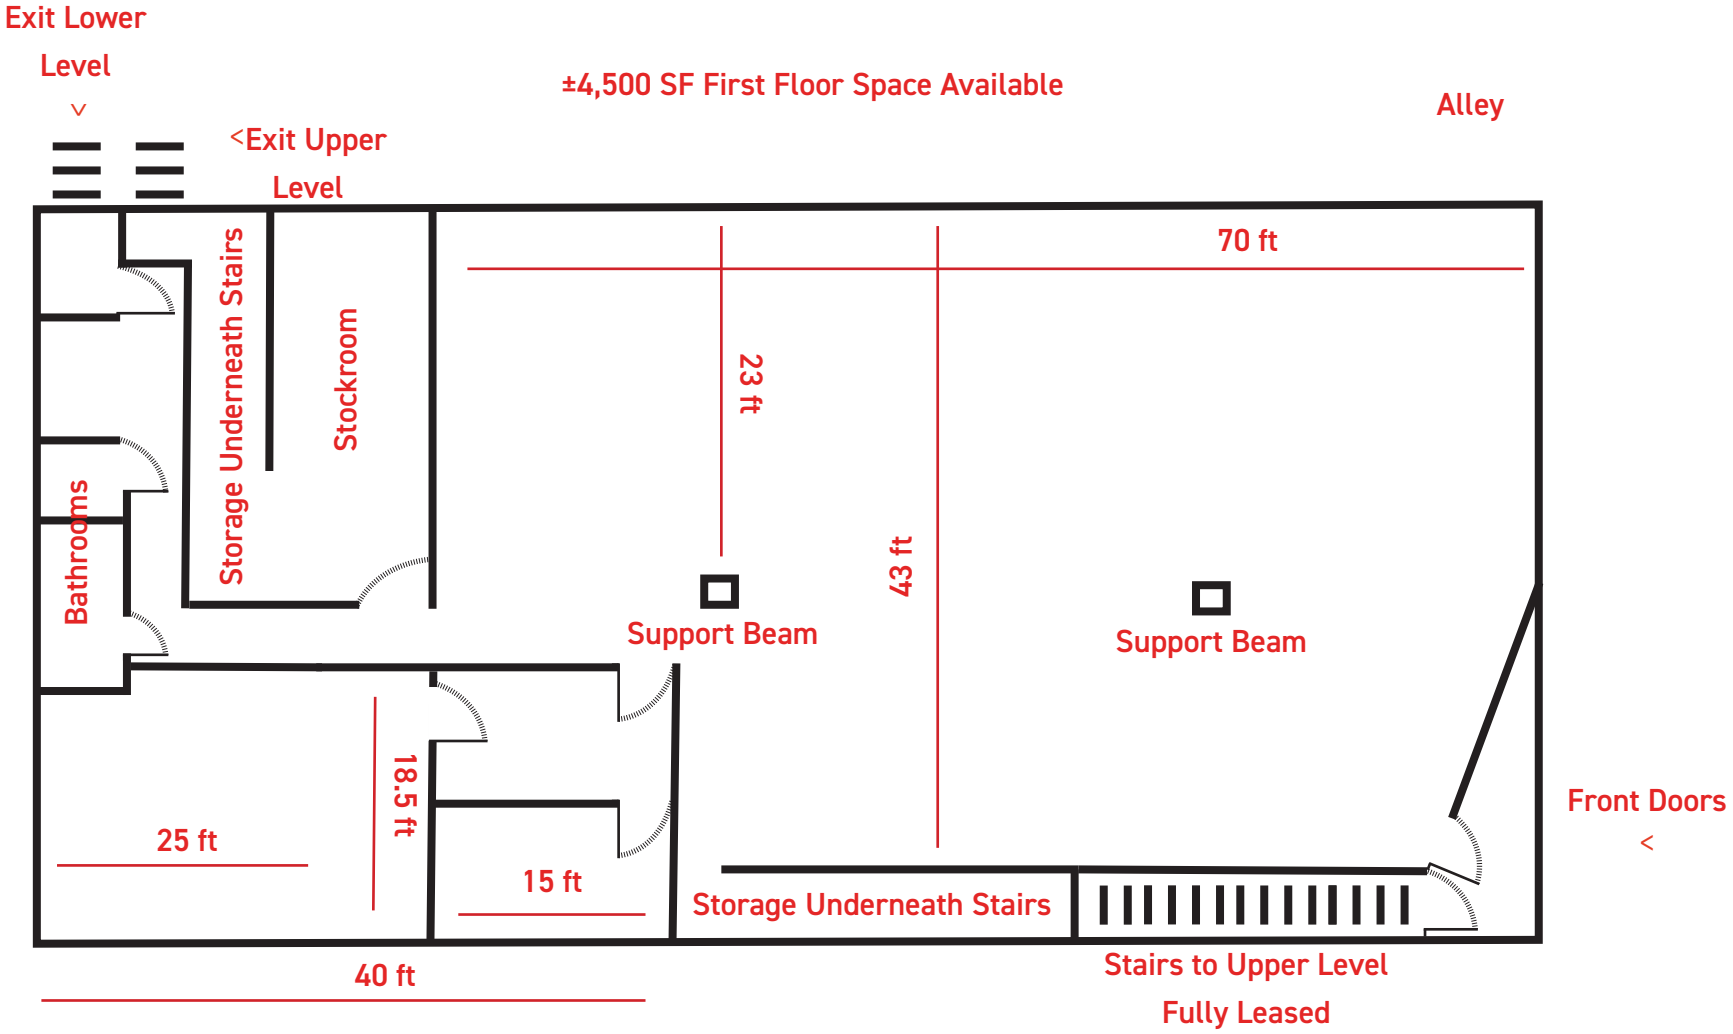 Exit Lower
Level
±4,500 SF First Floor Space Available
Alley
<Exit Upper
Level
70 ft
Storage Underneath Stairs
Stockroom
23 ft
43 ft
Bathrooms
Support Beam
Support Beam
18.5 ft
25 ft
15 ft
Front Doors
<
Storage Underneath Stairs
40 ft
Stairs to Upper Level
Fully Leased